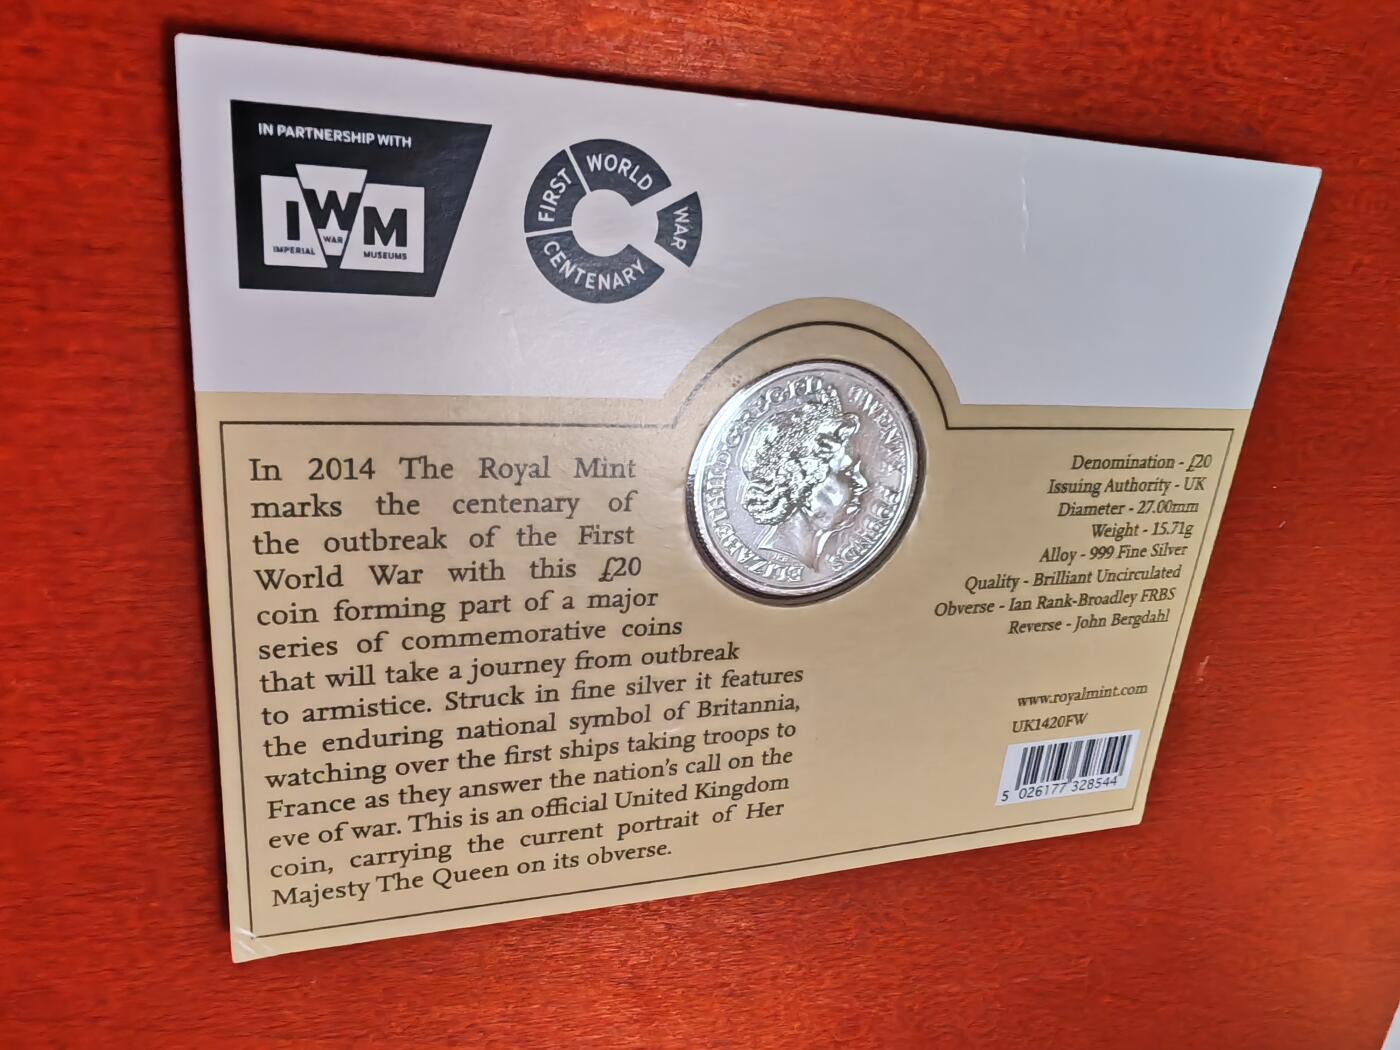 IN PARTNERSHIP WITH
IWM
IMPERIAL WAR MUSEUMS
FIRST WORLD WAR CENTENARY
ELIZABETH II D G REG F D TWENTY POUNDS
In 2014 The Royal Mint
marks the centenary of
the outbreak of the First
World War with this £20
coin forming part of a major
series of commemorative coins
that will take a journey from outbreak
to armistice. Struck in fine silver it features
the enduring national symbol of Britannia,
watching over the first ships taking troops to
France as they answer the nation's call on the
eve of war. This is an official United Kingdom
coin, carrying the current portrait of Her
Majesty The Queen on its obverse.
Denomination - £20
Issuing Authority - UK
Diameter - 27.00mm
Weight - 15.71g
Alloy - 999 Fine Silver
Quality - Brilliant Uncirculated
Obverse - Ian Rank-Broadley FRBS
Reverse - John Bergdahl
www.royalmint.com
UK1420FW
5 026177 328544